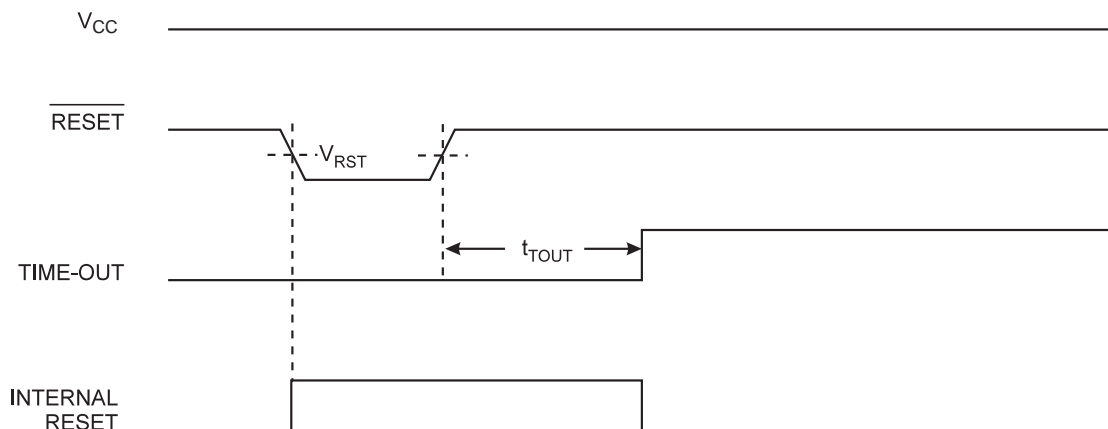 VCC
RESET
VRST
tTOUT
TIME-OUT
INTERNAL
RESET